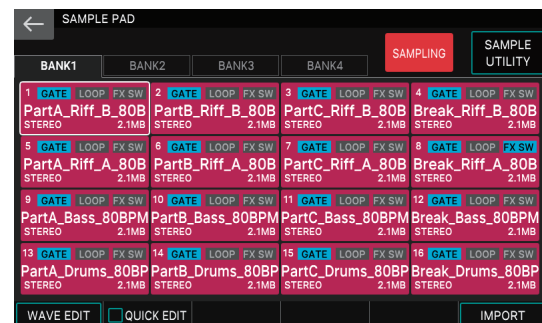 SAMPLE PAD
BANK1 BANK2 BANK3 BANK4 SAMPLING SAMPLE UTILITY
1 GATE LOOP FX SW 2 GATE LOOP FX SW 3 GATE LOOP FX SW 4 GATE LOOP FX SW
PartA_Riff_B_80B PartB_Riff_B_80B PartC_Riff_B_80B Break_Riff_B_80B
STEREO 2.1MB STEREO 2.1MB STEREO 2.1MB STEREO 2.1MB
5 GATE LOOP FX SW 6 GATE LOOP FX SW 7 GATE LOOP FX SW 8 GATE LOOP FX SW
PartA_Riff_A_80B PartB_Riff_A_80B PartC_Riff_A_80B Break_Riff_A_80B
STEREO 2.1MB STEREO 2.1MB STEREO 2.1MB STEREO 2.1MB
9 GATE LOOP FX SW 10 GATE LOOP FX SW 11 GATE LOOP FX SW 12 GATE LOOP FX SW
PartA_Bass_80BPM PartB_Bass_80BPM PartC_Bass_80BPM Break_Bass_80BPM
STEREO 2.1MB STEREO 2.1MB STEREO 2.1MB STEREO 2.1MB
13 GATE LOOP FX SW 14 GATE LOOP FX SW 15 GATE LOOP FX SW 16 GATE LOOP FX SW
PartA_Drums_80BP PartB_Drums_80BP PartC_Drums_80BP Break_Drums_80BP
STEREO 2.1MB STEREO 2.1MB STEREO 2.1MB STEREO 2.1MB
WAVE EDIT QUICK EDIT IMPORT